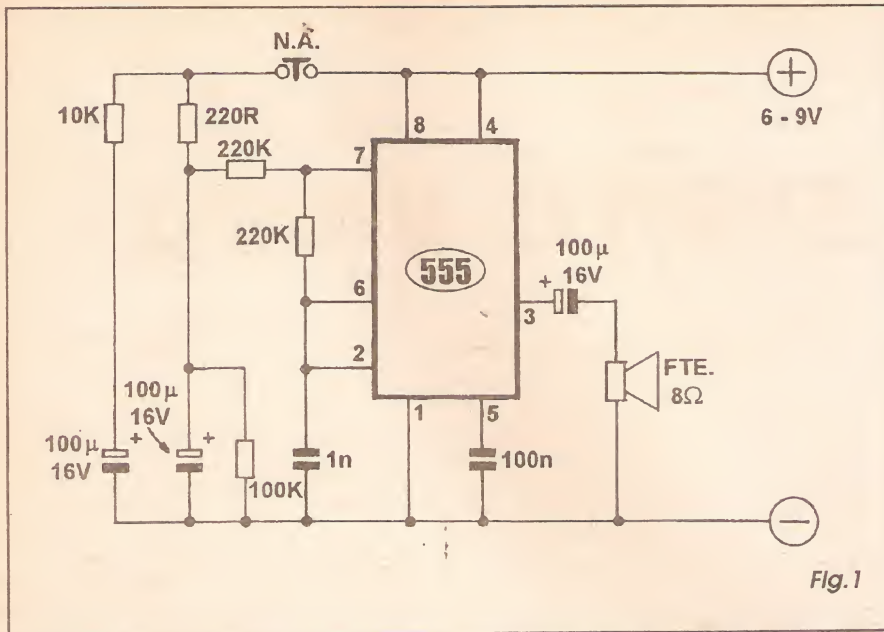 N.A.
10K
220R
220K
8
4
6 - 9V
7
220K
555
100µ
16V
6
3
2
FTE.
8Ω
100µ
16V
1
5
100µ
16V
1n
100n
100K
Fig.1
+
+
+
+
−